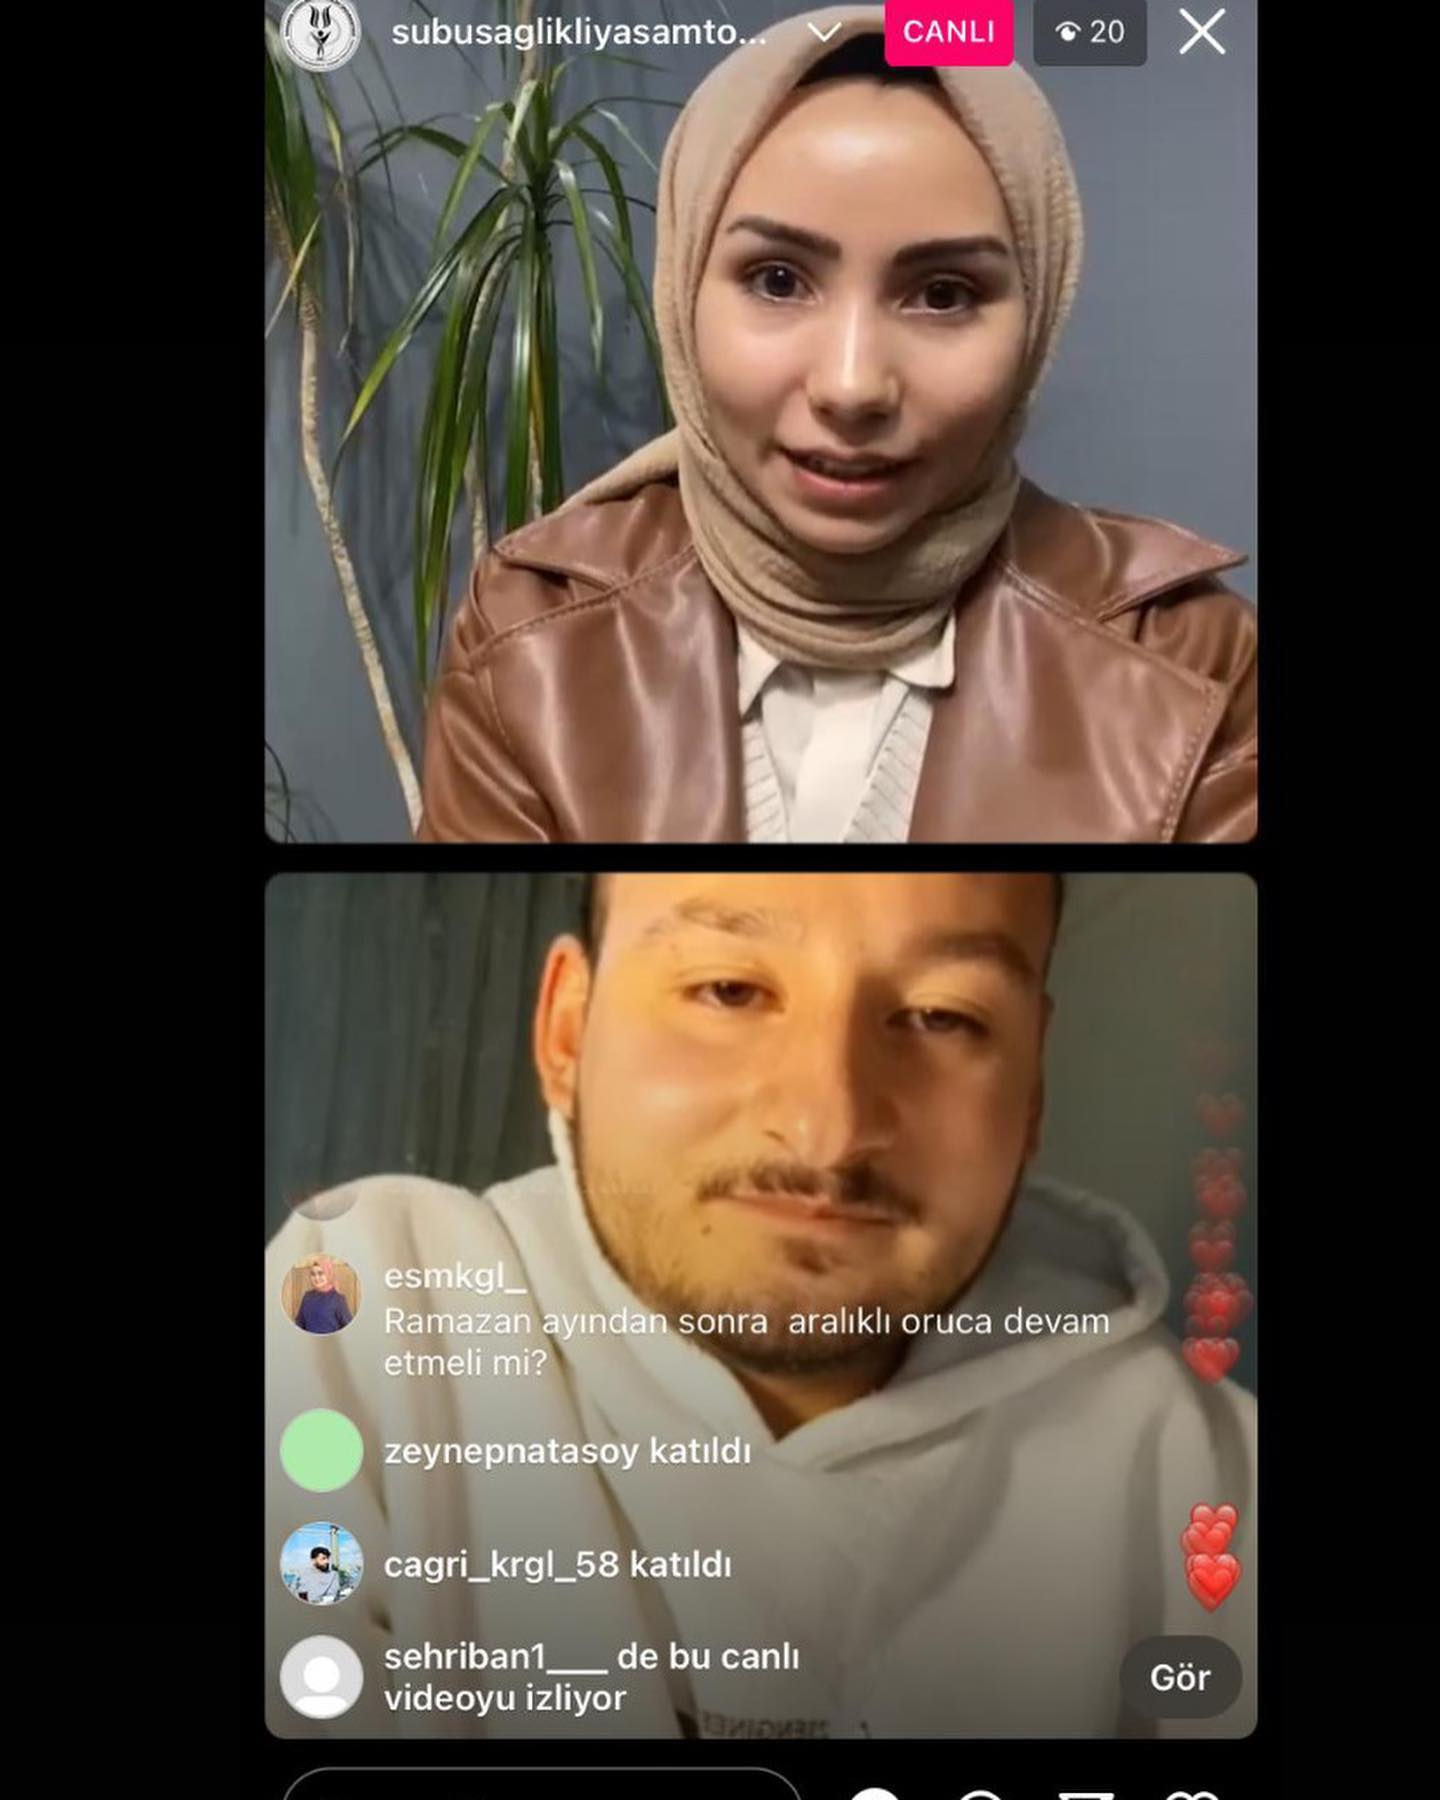 subusaglikliyasamto...
CANLI
20
esmkgl_
Ramazan ayından sonra aralıklı oruca devam
etmeli mi?
zeynepnatasoy katıldı
cagri_krgl_58 katıldı
sehriban1___ de bu canlı
videoyu izliyor
Gör